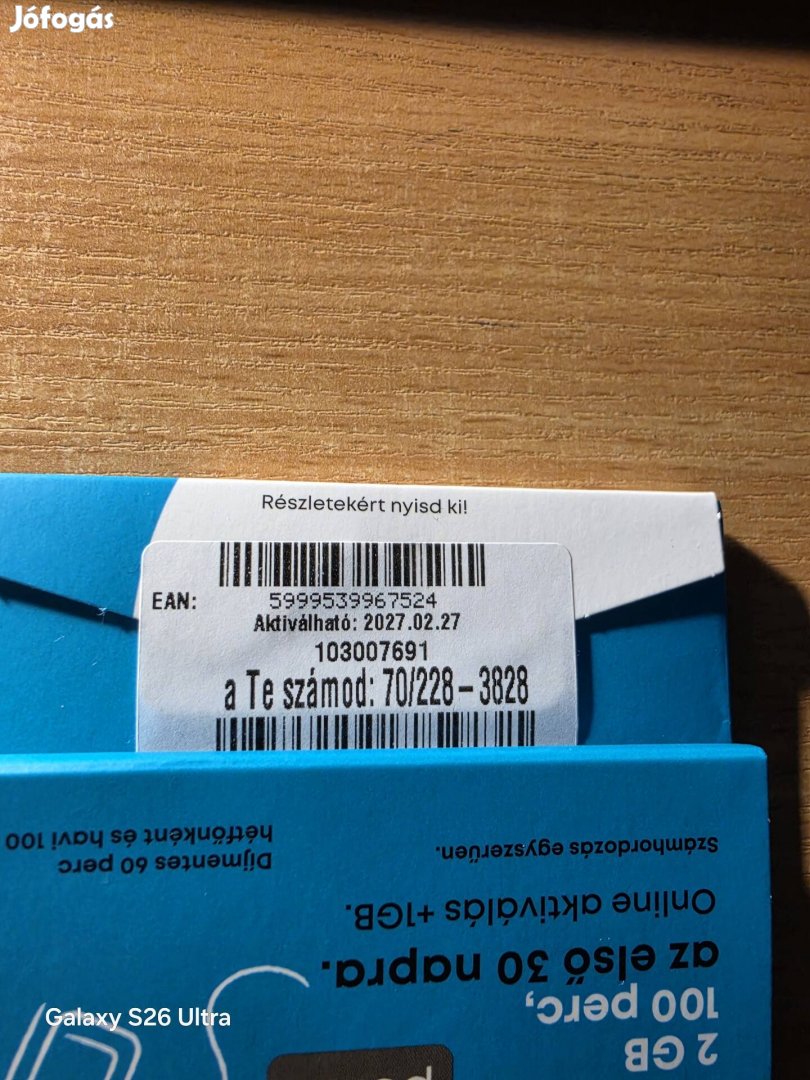 Jófogás
Részletekért nyisd ki!
EAN: 5999539967524
Aktiválható: 2027.02.27
103007691
a Te számod: 70/228-3828
2 GB
100 perc,
az első 30 napra.
Online aktiválás +1GB.
Számhordozás egyszerűen.
Díjmentes 60 perc
hétfőnként és havi 100
Galaxy S26 Ultra